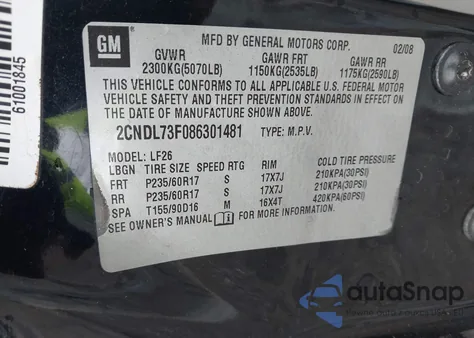 61001845
GM
MFD. BY GENERAL MOTORS CORP. 02/08
GVWR GAWR FRT GAWR RR
2300KG(5070LB) 1150KG(2535LB) 1175KG(2590LB)
THIS VEHICLE CONFORMS TO ALL APPLICABLE U.S. FEDERAL MOTOR
VEHICLE SAFETY AND THEFT PREVENTION STANDARDS IN EFFECT ON
THE DATE OF MANUFACTURE SHOWN ABOVE.
2CNDL73F086301481 TYPE: M.P.V.
MODEL: LF26
LBGN TIRE SIZE SPEED RTG RIM COLD TIRE PRESSURE
FRT P235/60R17 S 17X7J 210KPA(30PSI)
RR P235/60R17 S 17X7J 210KPA(30PSI)
SPA T155/90D16 M 16X4T 420KPA(60PSI)
SEE OWNER'S MANUAL FOR MORE INFORMATION.
autoSnap